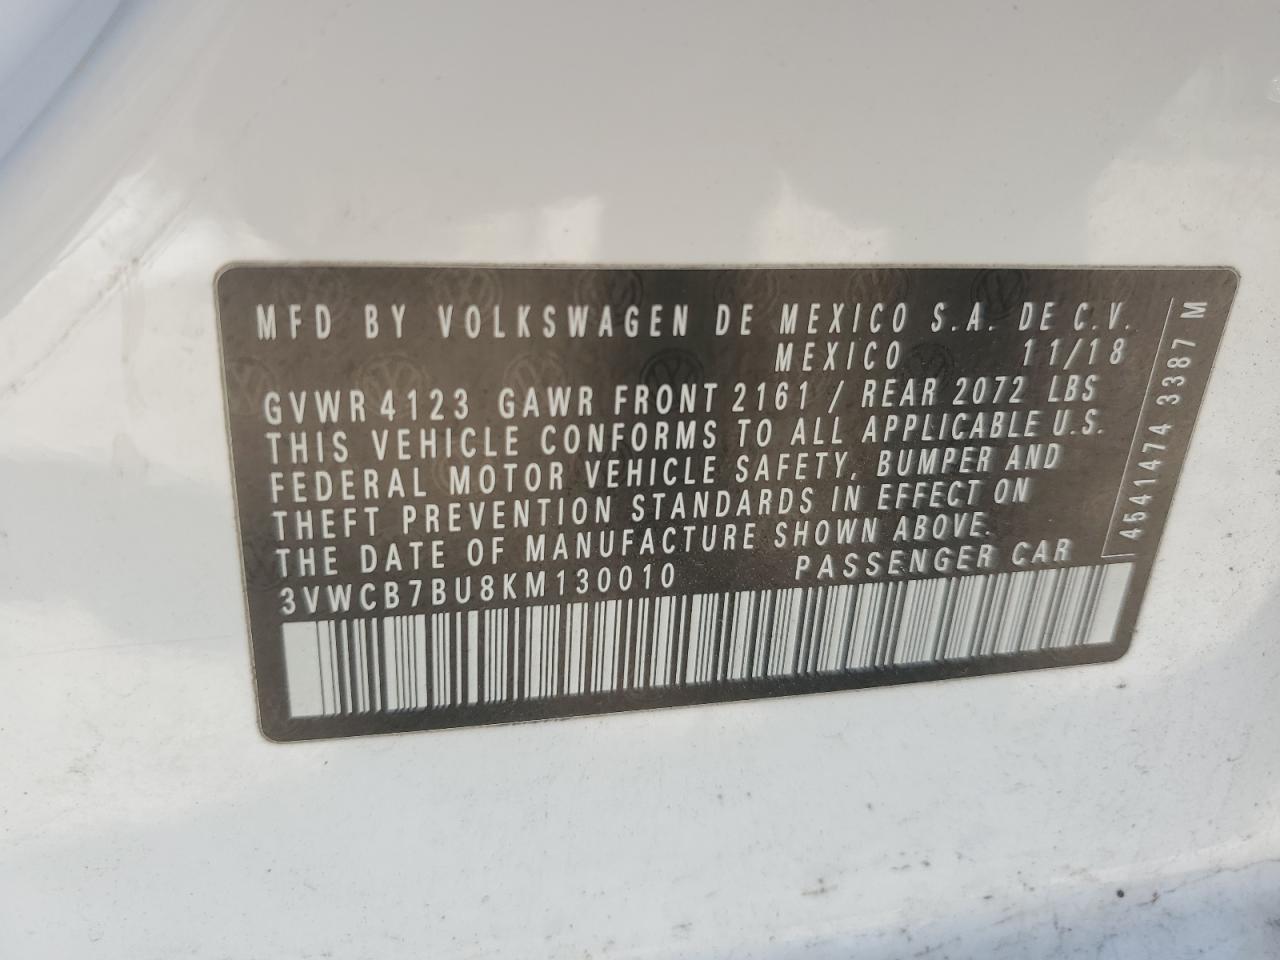 MFD BY VOLKSWAGEN DE MEXICO S.A. DE C.V.
MEXICO 11/18
GVWR 4123 GAWR FRONT 2161 / REAR 2072 LBS
THIS VEHICLE CONFORMS TO ALL APPLICABLE U.S.
FEDERAL MOTOR VEHICLE SAFETY, BUMPER AND
THEFT PREVENTION STANDARDS IN EFFECT ON
THE DATE OF MANUFACTURE SHOWN ABOVE.
3VWCB7BU8KM130010 PASSENGER CAR
4541474 3387 M